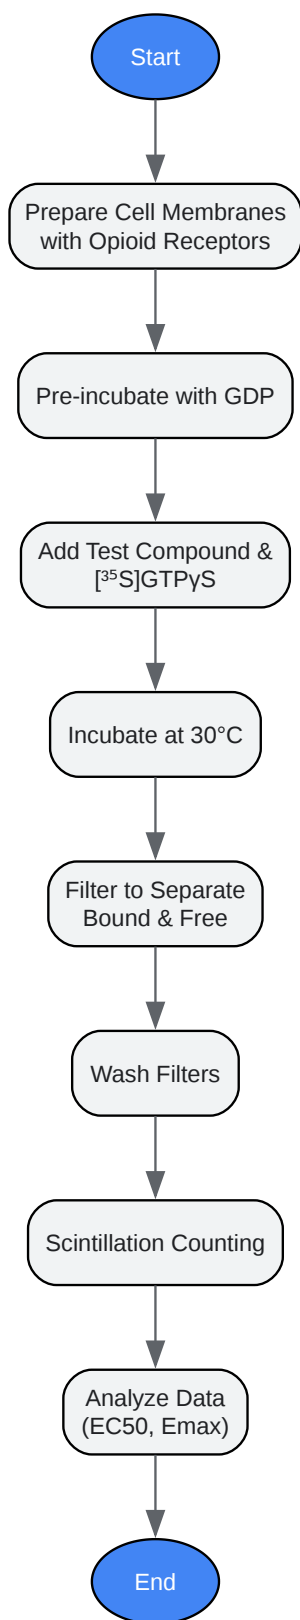 Start
Prepare Cell Membranes
with Opioid Receptors
Pre-incubate with GDP
Add Test Compound &
[³⁵S]GTPγS
Incubate at 30°C
Filter to Separate
Bound & Free
Wash Filters
Scintillation Counting
Analyze Data
(EC50, Emax)
End